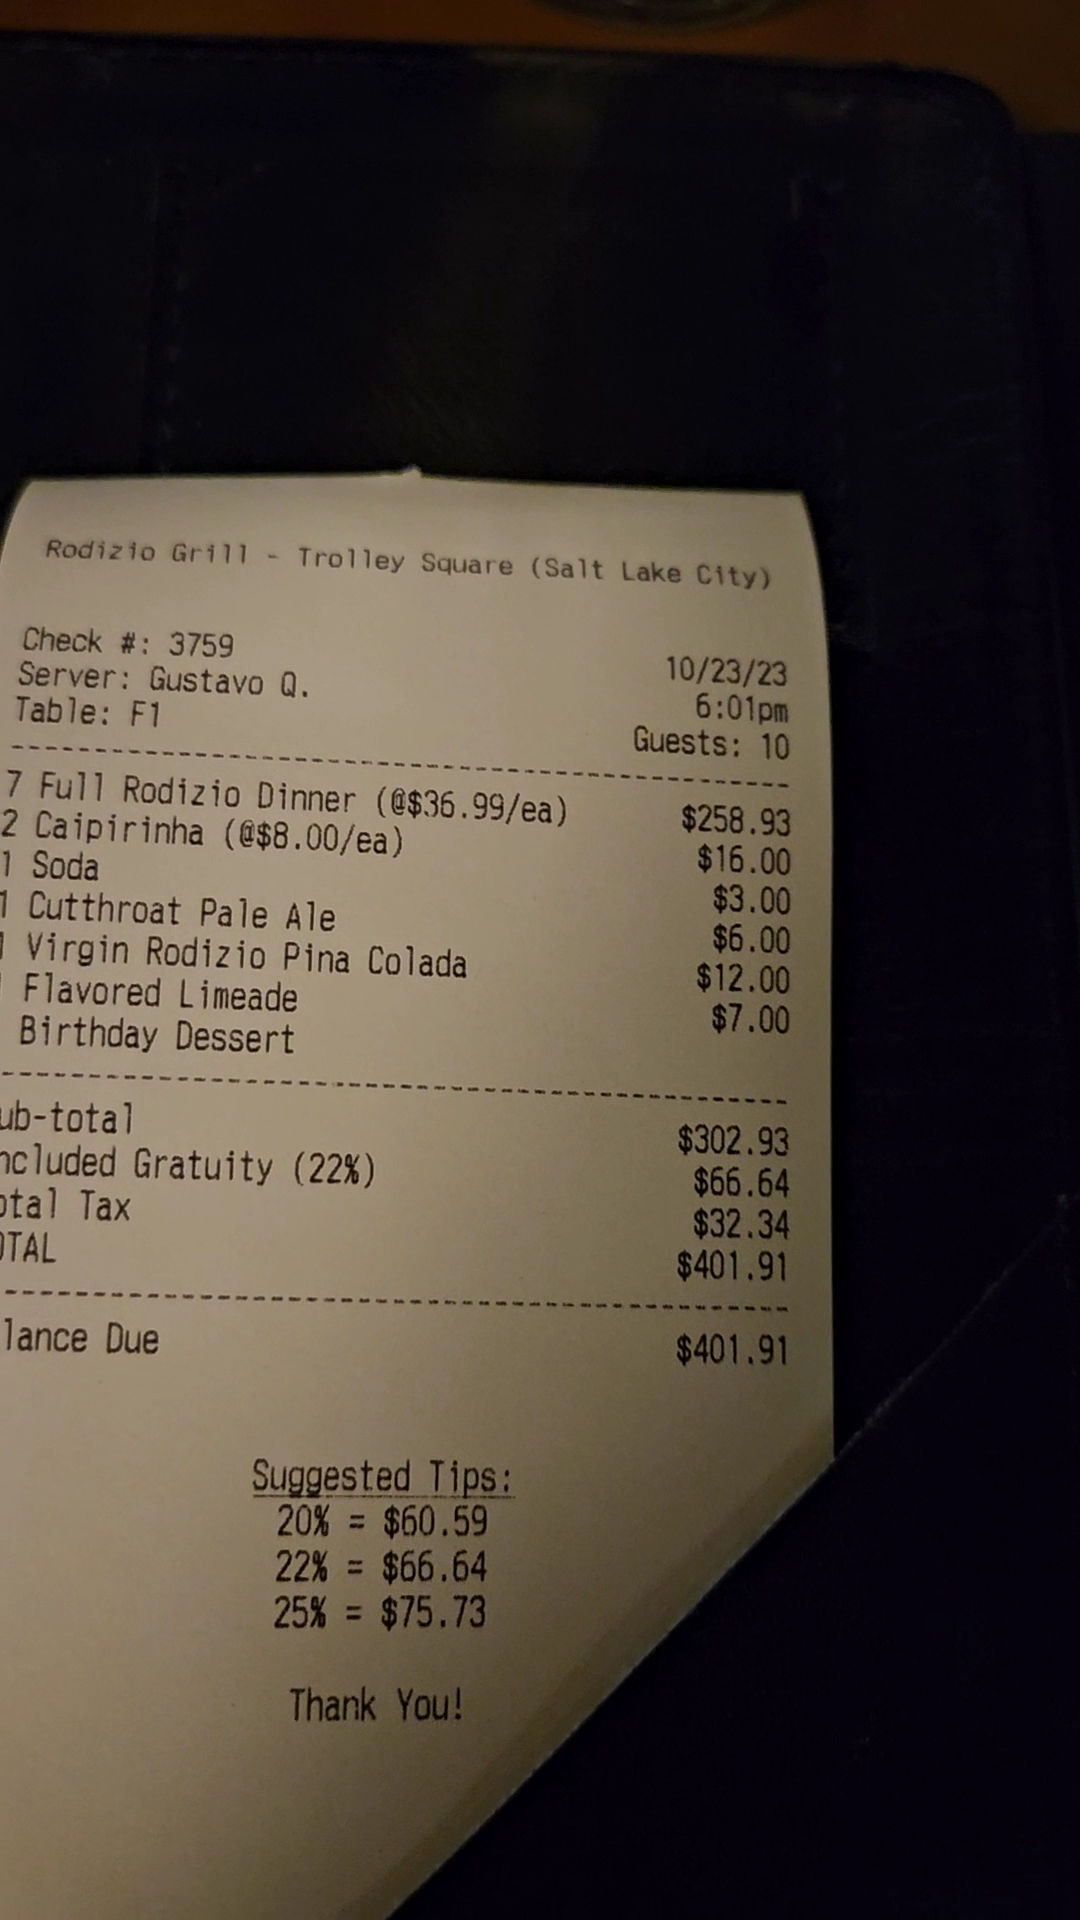 Rodizio Grill - Trolley Square (Salt Lake City)
Check #: 3759
10/23/23
Server: Gustavo Q.
6:01pm
Table: F1
Guests: 10
7 Full Rodizio Dinner (@$36.99/ea) $258.93
2 Caipirinha (@$8.00/ea) $16.00
1 Soda $3.00
1 Cutthroat Pale Ale $6.00
1 Virgin Rodizio Pina Colada $12.00
Flavored Limeade $7.00
Birthday Dessert
ub-total $302.93
ncluded Gratuity (22%) $66.64
otal Tax $32.34
OTAL $401.91
lance Due $401.91
Suggested Tips:
20% = $60.59
22% = $66.64
25% = $75.73
Thank You!